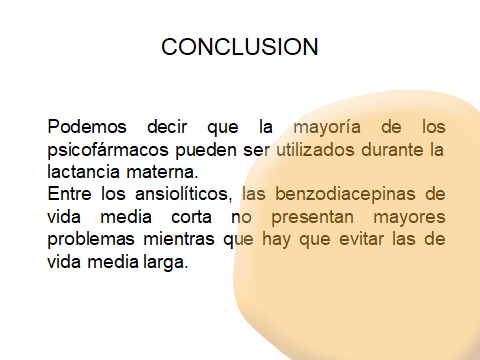 CONCLUSION
Podemos decir que la mayoría de los
psicofármacos pueden ser utilizados durante la
lactancia materna.
Entre los ansiolíticos, las benzodiacepinas de
vida media corta no presentan mayores
problemas mientras que hay que evitar las de
vida media larga.